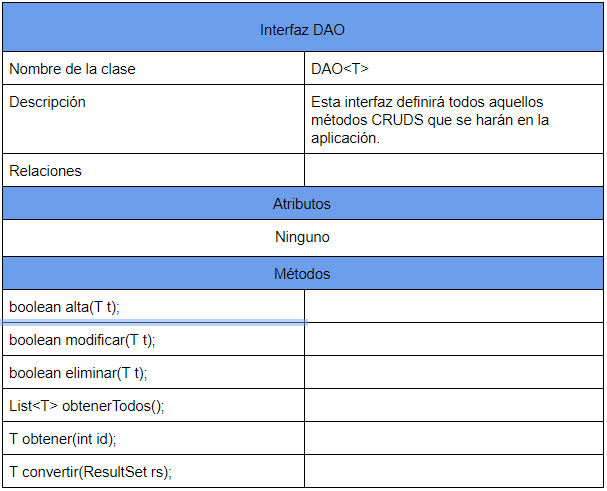 Interfaz DAO
Nombre de la clase
DAO<T>
Descripción
Esta interfaz definirá todos aquellos
métodos CRUDS que se harán en la
aplicación.
Relaciones
Atributos
Ninguno
Métodos
boolean alta(T t);
boolean modificar(T t);
boolean eliminar(T t);
List<T> obtenerTodos();
T obtener(int id);
T convertir(ResultSet rs);